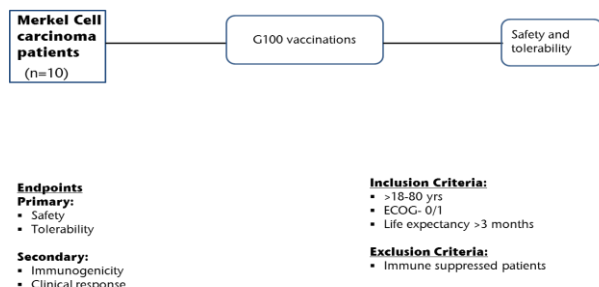 Merkel Cell
carcinoma
patients
(n=10)
G100 vaccinations
Safety and
tolerability
Endpoints
Primary:
▪ Safety
▪ Tolerability
Secondary:
▪ Immunogenicity
▪ Clinical response
Inclusion Criteria:
▪ >18-80 yrs
▪ ECOG- 0/1
▪ Life expectancy >3 months
Exclusion Criteria:
▪ Immune suppressed patients